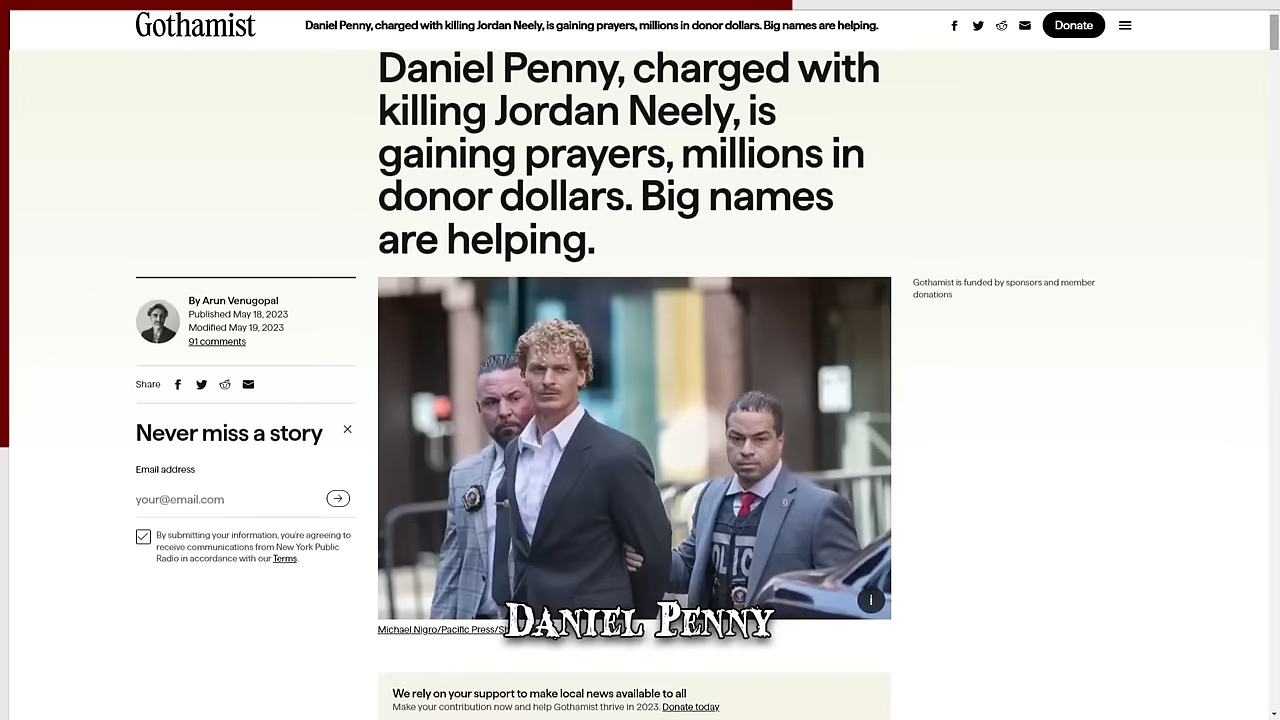 Gothamist
Daniel Penny, charged with killing Jordan Neely, is gaining prayers, millions in donor dollars. Big names are helping.
Donate
Daniel Penny, charged with
killing Jordan Neely, is
gaining prayers, millions in
donor dollars. Big names
are helping.
By Arun Venugopal
Published May 18, 2023
Modified May 19, 2023
91 comments
Share
Never miss a story
Email address
your@email.com
By submitting your information, you're agreeing to
receive communications from New York Public
Radio in accordance with our Terms.
Gothamist is funded by sponsors and member
donations
i
Daniel Penny
Michael Nigro/Pacific Press/
We rely on your support to make local news available to all
Make your contribution now and help Gothamist thrive in 2023. Donate today